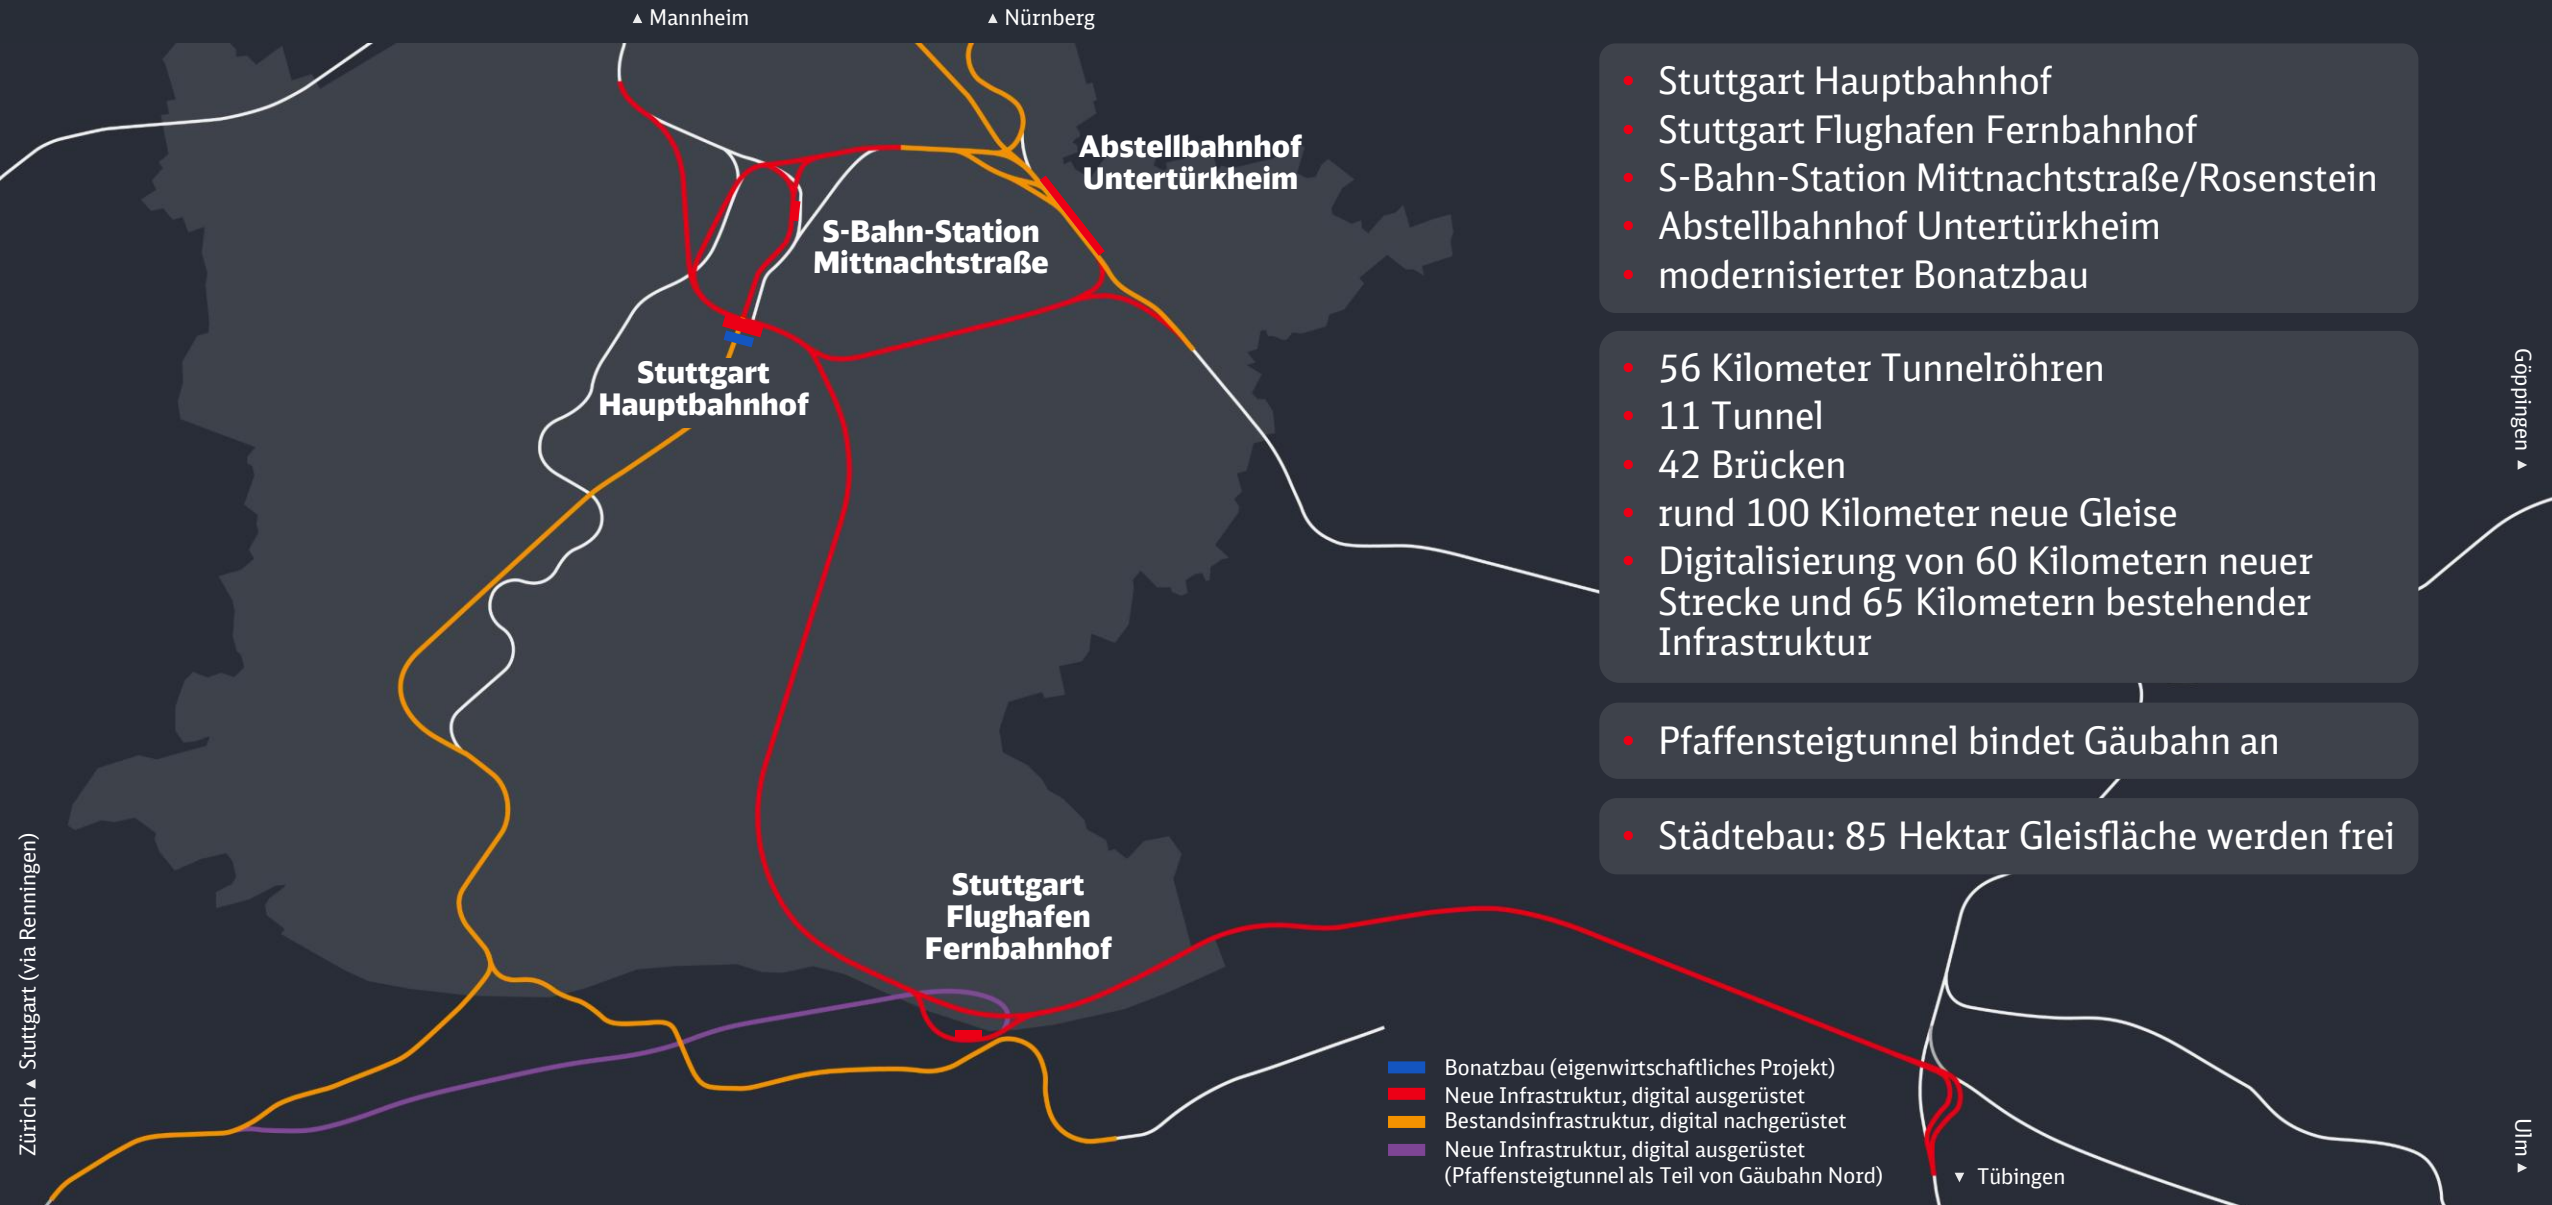 ▲ Mannheim
▲ Nürnberg
Abstellbahnhof
Untertürkheim
S-Bahn-Station
Mittnachtstraße
Stuttgart
Hauptbahnhof
Stuttgart
Flughafen
Fernbahnhof
Zürich ▲ Stuttgart (via Renningen)
• Stuttgart Hauptbahnhof
• Stuttgart Flughafen Fernbahnhof
• S-Bahn-Station Mittnachtstraße/Rosenstein
• Abstellbahnhof Untertürkheim
• modernisierter Bonatzbau
• 56 Kilometer Tunnelröhren
• 11 Tunnel
• 42 Brücken
• rund 100 Kilometer neue Gleise
• Digitalisierung von 60 Kilometern neuer
Strecke und 65 Kilometern bestehender
Infrastruktur
• Pfaffensteigtunnel bindet Gäubahn an
• Städtebau: 85 Hektar Gleisfläche werden frei
Göppingen ▲
Bonatzbau (eigenwirtschaftliches Projekt)
Neue Infrastruktur, digital ausgerüstet
Bestandsinfrastruktur, digital nachgerüstet
Neue Infrastruktur, digital ausgerüstet
(Pfaffensteigtunnel als Teil von Gäubahn Nord)
▼ Tübingen
Ulm ▲